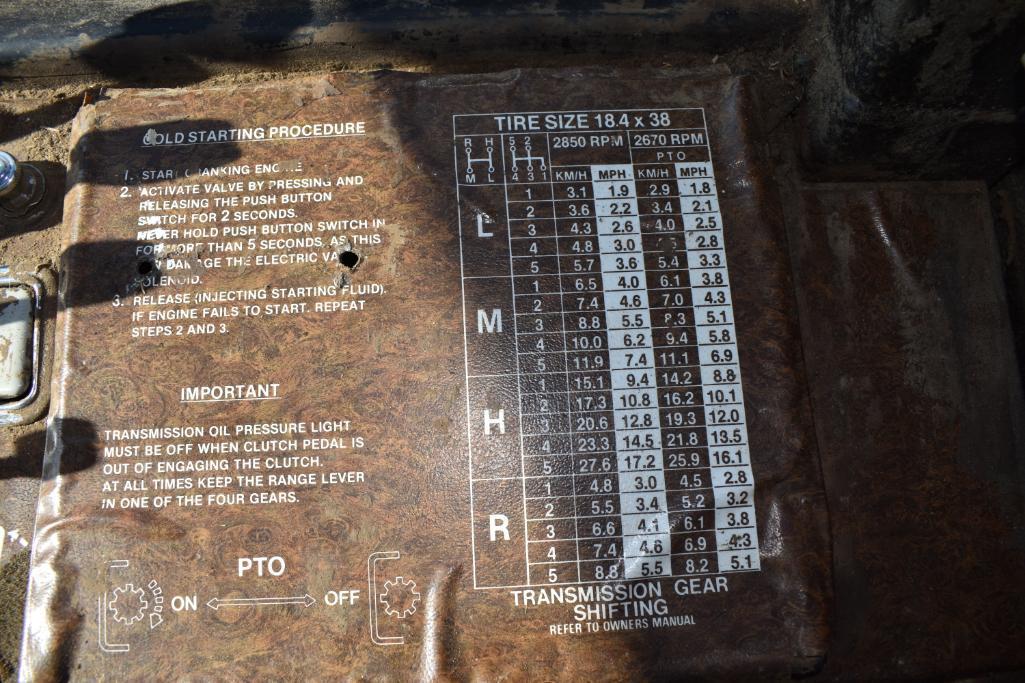 COLD STARTING PROCEDURE
1. START CRANKING ENGINE
2. ACTIVATE VALVE BY PRESSING AND
RELEASING THE PUSH BUTTON
SWITCH FOR 2 SECONDS.
NEVER HOLD PUSH BUTTON SWITCH IN
FOR MORE THAN 5 SECONDS, AS THIS
DAMAGE THE ELECTRIC
SOLENOID.
3. RELEASE (INJECTING STARTING FLUID).
IF ENGINE FAILS TO START. REPEAT
STEPS 2 AND 3.
IMPORTANT
TRANSMISSION OIL PRESSURE LIGHT
MUST BE OFF WHEN CLUTCH PEDAL IS
OUT OF ENGAGING THE CLUTCH.
AT ALL TIMES KEEP THE RANGE LEVER
IN ONE OF THE FOUR GEARS.
PTO
ON OFF
TIRE SIZE 18.4 x 38
R H 5 2 2850 RPM 2670 RPM
PTO
M L 4 3 1 KM/H MPH KM/H MPH
L
1 3.1 1.9 2.9 1.8
2 3.6 2.2 3.4 2.1
3 4.3 2.6 4.0 2.5
4 4.8 3.0 2.8
5 5.7 3.6 5.4 3.3
M
1 6.5 4.0 6.1 3.8
2 7.4 4.6 7.0 4.3
3 8.8 5.5 8.3 5.1
4 10.0 6.2 9.4 5.8
5 11.9 7.4 11.1 6.9
H
1 15.1 9.4 14.2 8.8
2 17.3 10.8 16.2 10.1
3 20.6 12.8 19.3 12.0
4 23.3 14.5 21.8 13.5
5 27.6 17.2 25.9 16.1
R
1 4.8 3.0 4.5 2.8
2 5.5 3.4 5.2 3.2
3 6.6 4.1 6.1 3.8
4 7.4 4.6 6.9 4.3
5 8.8 5.5 8.2 5.1
TRANSMISSION GEAR
SHIFTING
REFER TO OWNERS MANUAL